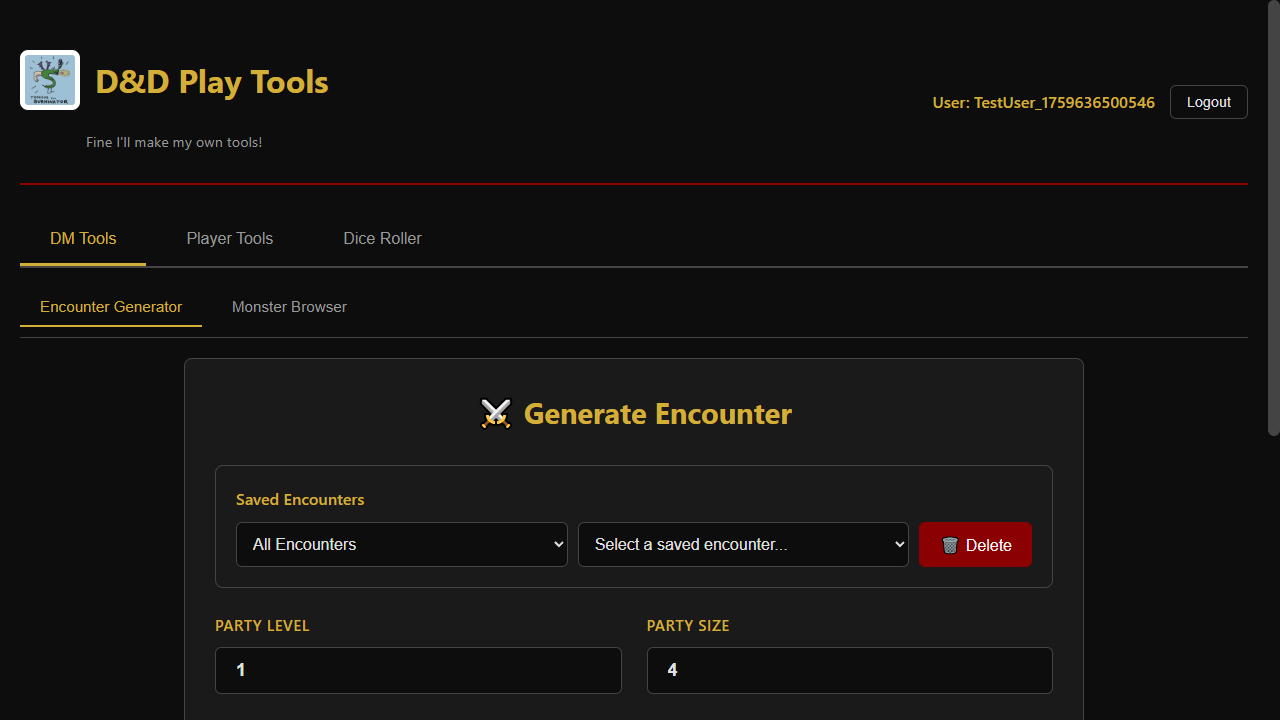 D&D Play Tools
User: TestUser_1759636500546
Logout
Fine I'll make my own tools!
DM Tools
Player Tools
Dice Roller
Encounter Generator
Monster Browser
Generate Encounter
Saved Encounters
All Encounters
Select a saved encounter...
Delete
PARTY LEVEL
PARTY SIZE
1
4